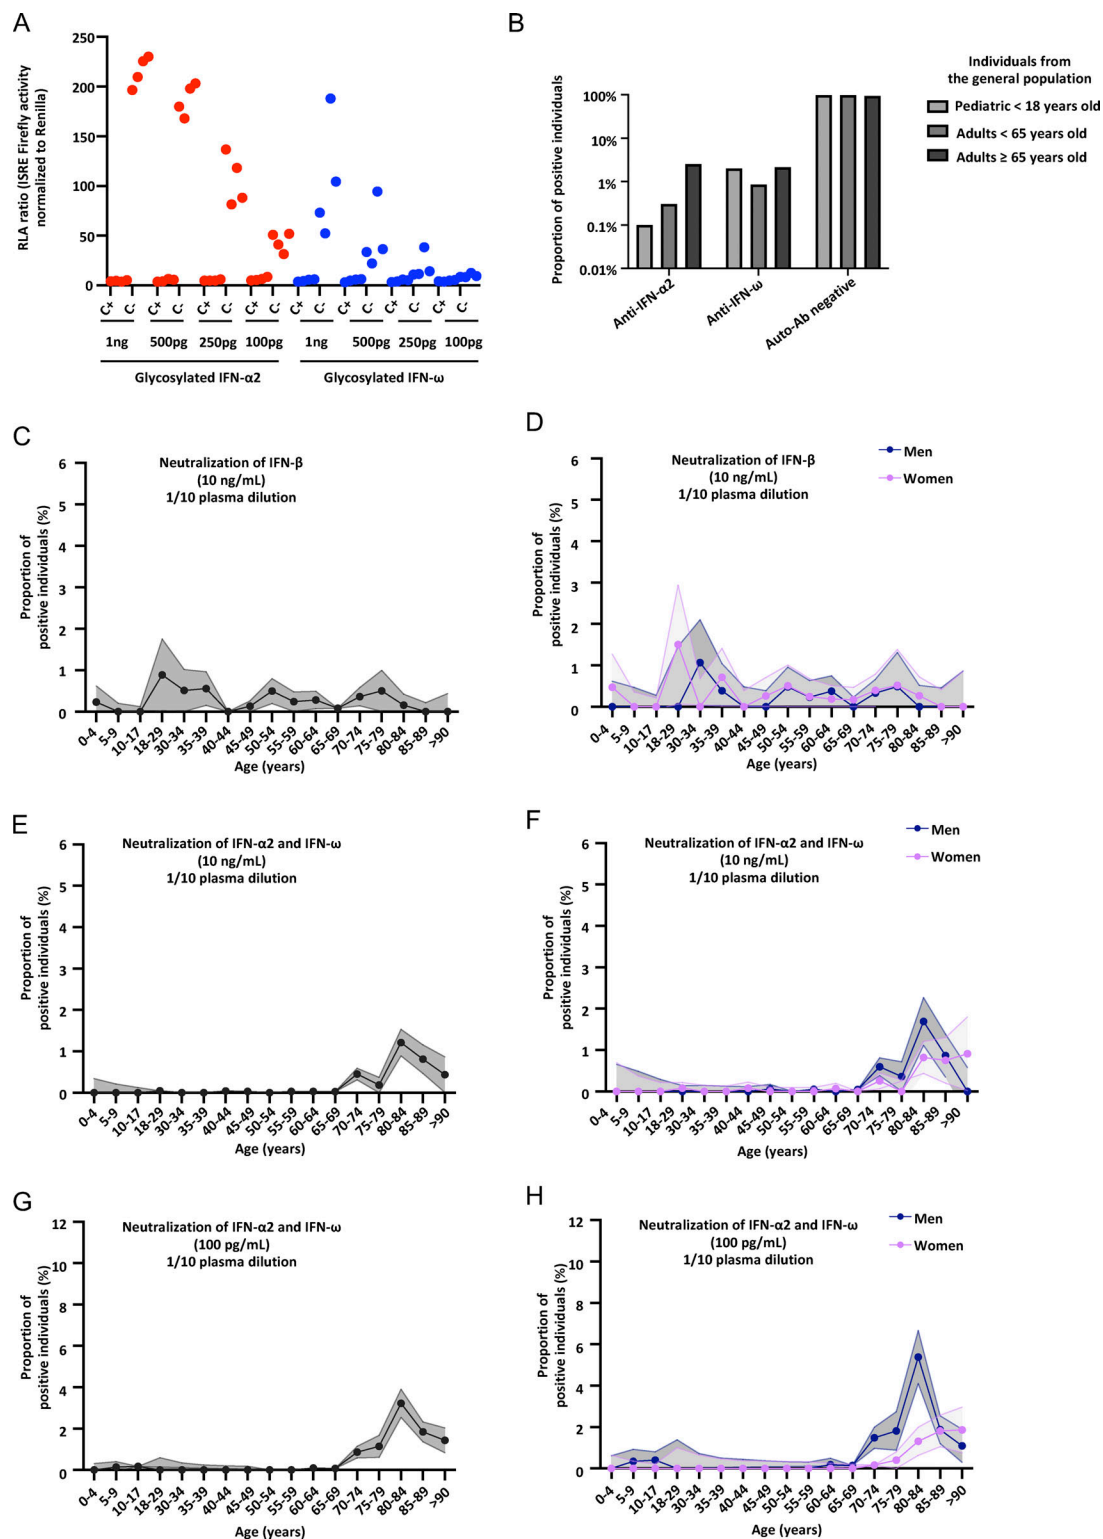 A
RLA ratio (ISRE Firefly activity
normalized to Renilla)
250
200
150
100
50
0
C+ C- C+ C- C+ C- C+ C- C+ C- C+ C- C+ C- C+ C-
1ng 500pg 250pg 100pg 1ng 500pg 250pg 100pg
Glycosylated IFN-α2 Glycosylated IFN-ω
B
Proportion of positive individuals
100%
10%
1%
0.1%
0.01%
Anti-IFN-α2 Anti-IFN-ω Auto-Ab negative
Individuals from
the general population
Pediatric < 18 years old
Adults < 65 years old
Adults ≥ 65 years old
C
Neutralization of IFN-β
(10 ng/mL)
1/10 plasma dilution
Proportion of
positive individuals (%)
6
5
4
3
2
1
0
0-4 5-9 10-17 18-29 30-34 35-39 40-44 45-49 50-54 55-59 60-64 65-69 70-74 75-79 80-84 85-89 >90
Age (years)
D
Neutralization of IFN-β
(10 ng/mL)
1/10 plasma dilution
Men
Women
Proportion of
positive individuals (%)
6
5
4
3
2
1
0
0-4 5-9 10-17 18-29 30-34 35-39 40-44 45-49 50-54 55-59 60-64 65-69 70-74 75-79 80-84 85-89 >90
Age (years)
E
Neutralization of IFN-α2 and IFN-ω
(10 ng/mL)
1/10 plasma dilution
Proportion of
positive individuals (%)
6
5
4
3
2
1
0
0-4 5-9 10-17 18-29 30-34 35-39 40-44 45-49 50-54 55-59 60-64 65-69 70-74 75-79 80-84 85-89 >90
Age (years)
F
Neutralization of IFN-α2 and IFN-ω
(10 ng/mL)
1/10 plasma dilution
Men
Women
Proportion of
positive individuals (%)
6
5
4
3
2
1
0
0-4 5-9 10-17 18-29 30-34 35-39 40-44 45-49 50-54 55-59 60-64 65-69 70-74 75-79 80-84 85-89 >90
Age (years)
G
Neutralization of IFN-α2 and IFN-ω
(100 pg/mL)
1/10 plasma dilution
Proportion of
positive individuals (%)
12
10
8
6
4
2
0
0-4 5-9 10-17 18-29 30-34 35-39 40-44 45-49 50-54 55-59 60-64 65-69 70-74 75-79 80-84 85-89 >90
Age (years)
H
Neutralization of IFN-α2 and IFN-ω
(100 pg/mL)
1/10 plasma dilution
Men
Women
Proportion of
positive individuals (%)
12
10
8
6
4
2
0
0-4 5-9 10-17 18-29 30-34 35-39 40-44 45-49 50-54 55-59 60-64 65-69 70-74 75-79 80-84 85-89 >90
Age (years)